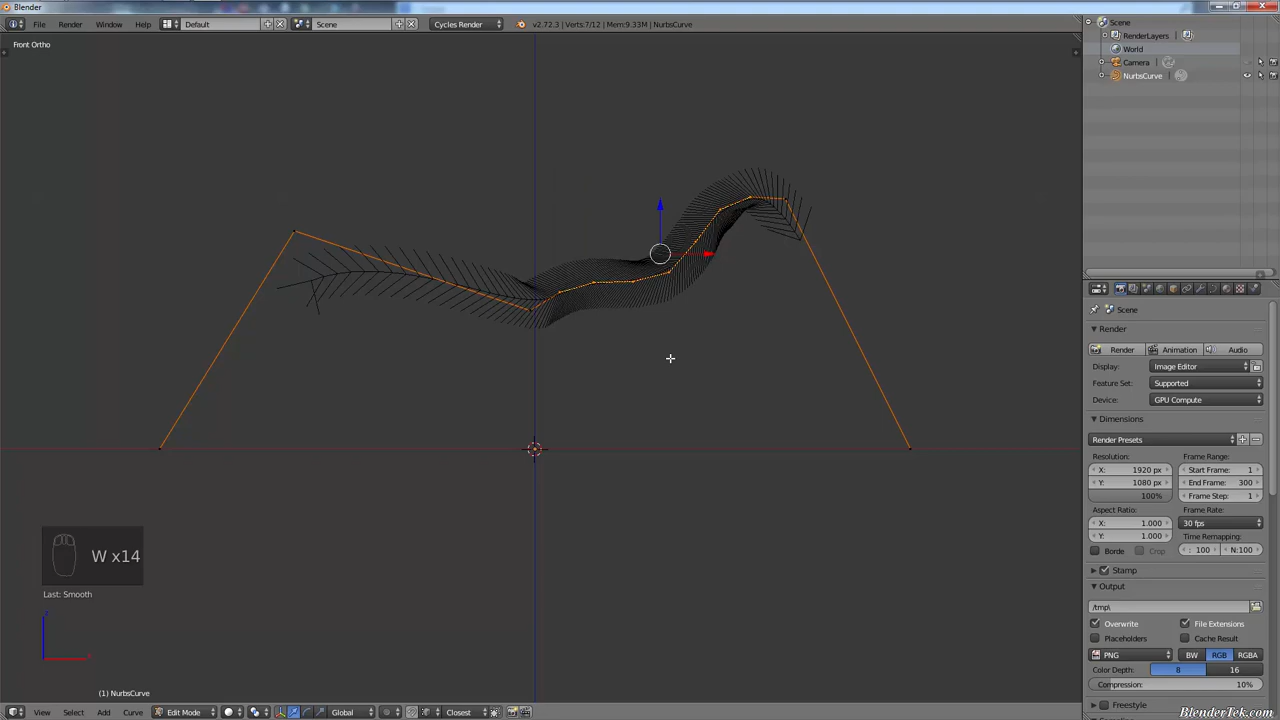 Blender
File Render Window Help Default Scene Cycles Render v2.72.3 | Verts:7/12 | Mem:9.33M | NurbsCurve
Front Ortho
W x14
Last: Smooth
(1) NurbsCurve
View Select Add Curve Edit Mode Global Closest
View Search All Scenes
Scene
RenderLayers
World
Camera
NurbsCurve
Scene
Render
Render Animation Audio
Display: Image Editor
Feature Set: Supported
Device: GPU Compute
Dimensions
Render Presets
Resolution: Frame Range:
X: 1920 px Start Frame: 1
Y: 1080 px End Frame: 300
100% Frame Step: 1
Aspect Ratio: Frame Rate:
X: 1.000 30 fps
Y: 1.000 Time Remapping:
Borde Crop : 100 N:100
Stamp
Output
/tmp\
Overwrite File Extensions
Placeholders Cache Result
PNG BW RGB RGBA
Color Depth: 8 16
Compression: 10%
Freestyle
BlenderTek.com